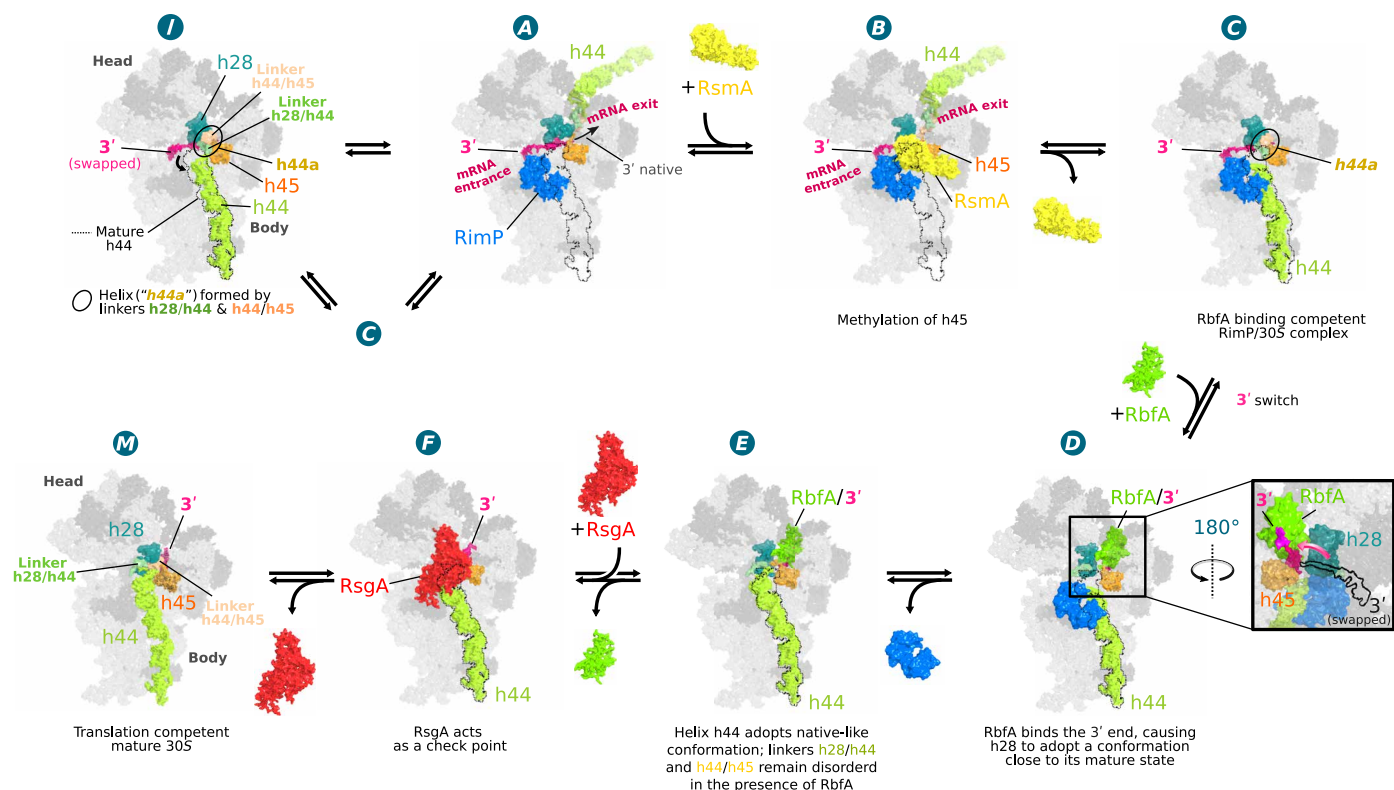 I
Head
h28
Linker
h44/h45
Linker
h28/h44
3′
(swapped)
h44a
h45
h44
Body
Mature
h44
Helix (“h44a”) formed by
linkers h28/h44 & h44/h45
A
h44
mRNA exit
3′
3′ native
mRNA
entrance
RimP
C
+RsmA
B
h44
mRNA exit
3′
h45
mRNA
entrance
RsmA
Methylation of h45
C
3′
h44a
h44
RbfA binding competent
RimP/30S complex
+RbfA
3′ switch
M
Head
3′
h28
Linker
h28/h44
h45
Linker
h44/h45
h44
Body
Translation competent
mature 30S
F
3′
RsgA
RsgA acts
as a check point
+RsgA
E
RbfA/3′
h44
Helix h44 adopts native-like
conformation; linkers h28/h44
and h44/h45 remain disorderd
in the presence of RbfA
D
RbfA/3′
h44
RbfA binds the 3′ end, causing
h28 to adopt a conformation
close to its mature state
180°
3′
RbfA
h28
h45
3′
(swapped)